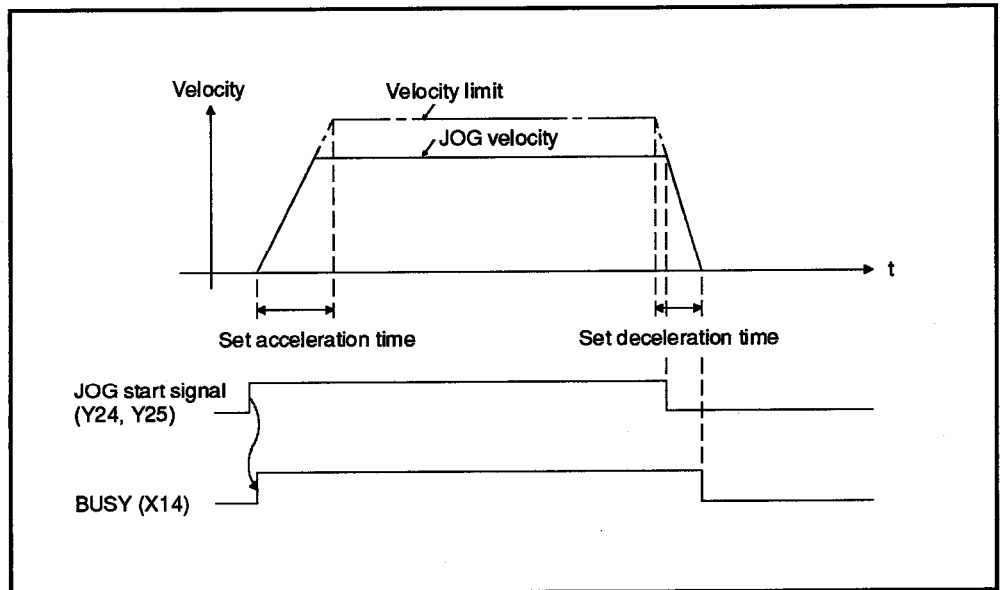 Velocity
Velocity limit
JOG velocity
t
Set acceleration time
Set deceleration time
JOG start signal
(Y24, Y25)
BUSY (X14)